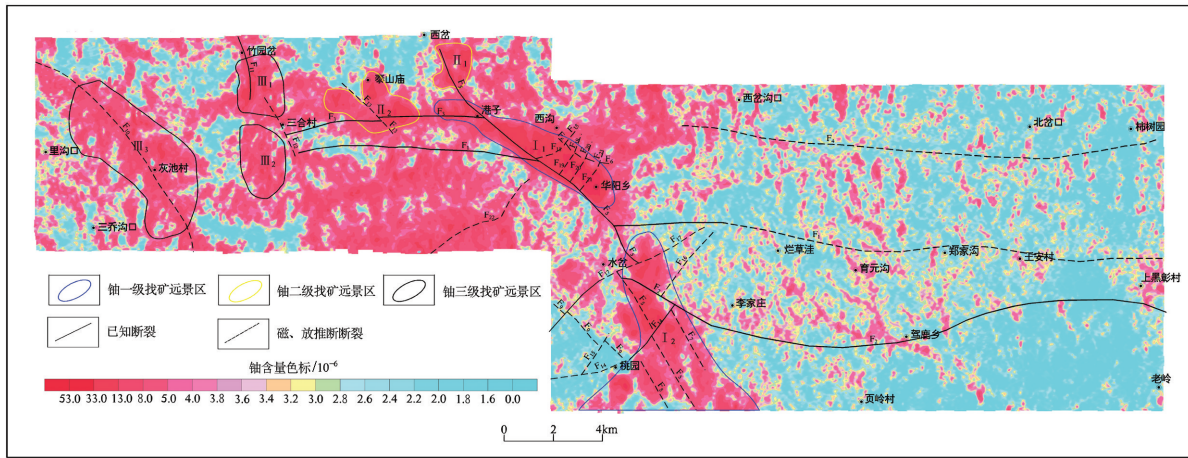 西岔
竹园岔
Ⅲ₁
翠山庙
Ⅱ₁
Ⅱ₂
港子
西沟
西岔沟口
北岔口
柿树园
三合村
F₅
F₁
Ⅰ₁
里沟口
Ⅲ₃
灰池村
Ⅲ₂
华阳乡
三乔沟口
水岔
烂草洼
郑家沟
王安村
育元沟
上黑彰村
李家庄
驾鹿乡
Ⅰ₂
桃园
老岭
页岭村
铀一级找矿远景区
铀二级找矿远景区
铀三级找矿远景区
已知断裂
磁、放推断断裂
铀含量色标/10⁻⁶
53.0 33.0 13.0 8.0 5.0 4.0 3.8 3.6 3.4 3.2 3.0 2.8 2.6 2.4 2.2 2.0 1.8 1.6 0.0
0 2 4km